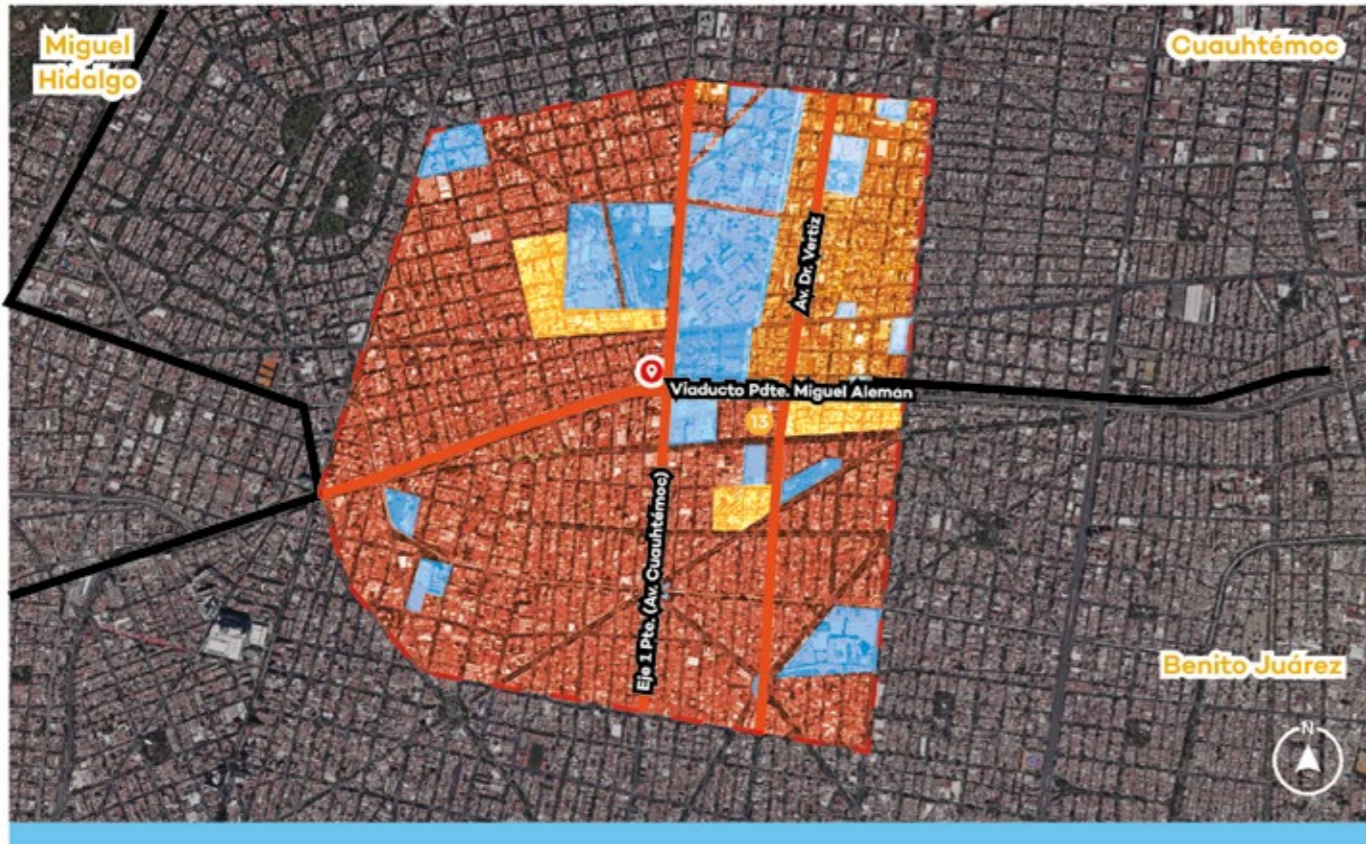 Miguel
Hidalgo
Cuauhtémoc
Av. Dr. Vertiz
Viaducto Pdte. Miguel Aleman
13
Eje 1 Pte. (Av. Cuauhtémoc)
Benito Juárez
N